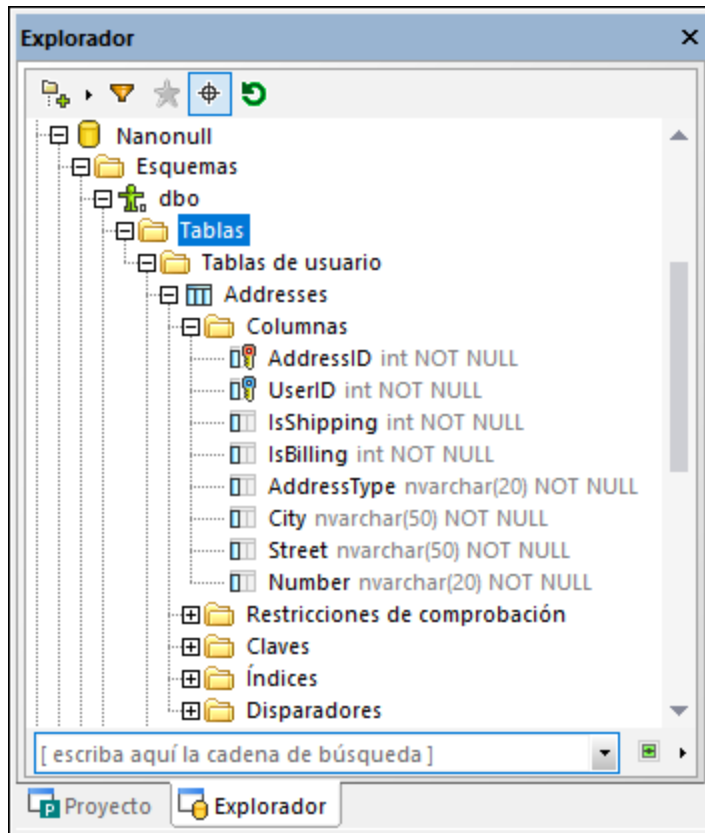 Explorador
Nanonull
Esquemas
dbo
Tablas
Tablas de usuario
Addresses
Columnas
AddressID int NOT NULL
UserID int NOT NULL
IsShipping int NOT NULL
IsBilling int NOT NULL
AddressType nvarchar(20) NOT NULL
City nvarchar(50) NOT NULL
Street nvarchar(50) NOT NULL
Number nvarchar(20) NOT NULL
Restricciones de comprobación
Claves
Índices
Disparadores
[ escriba aquí la cadena de búsqueda ]
Proyecto Explorador